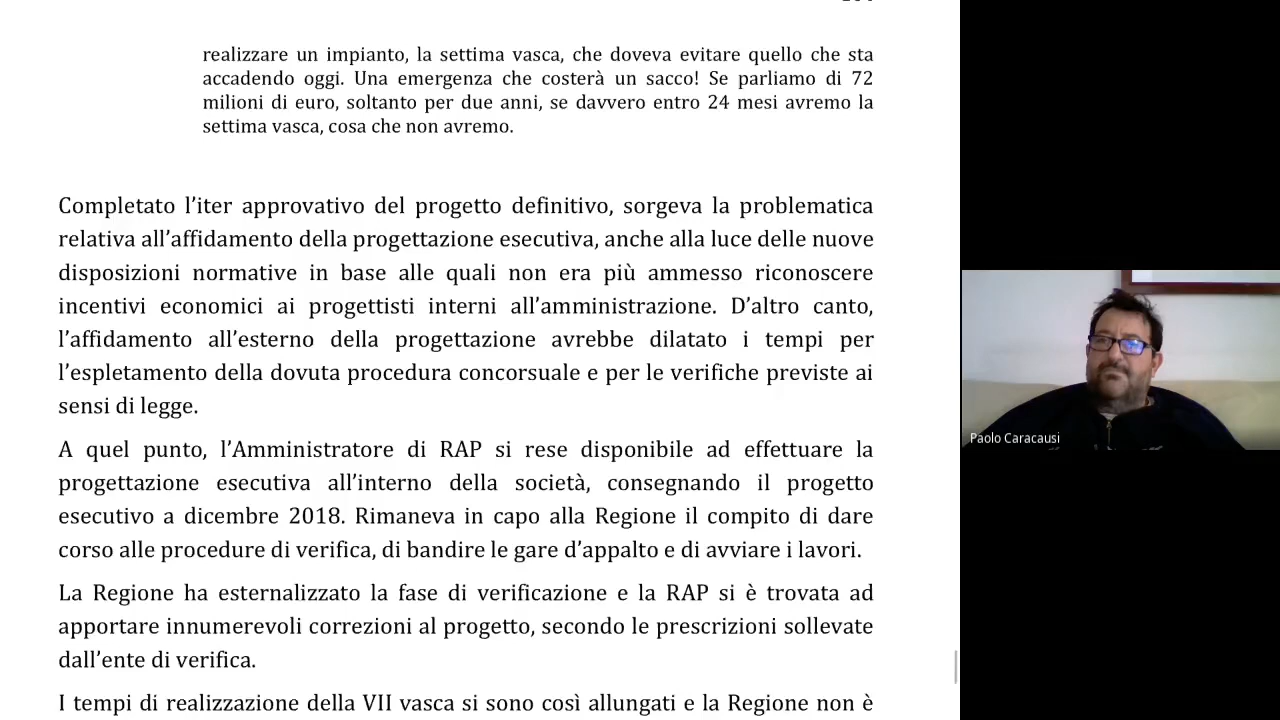 realizzare un impianto, la settima vasca, che doveva evitare quello che sta
accadendo oggi. Una emergenza che costerà un sacco! Se parliamo di 72
milioni di euro, soltanto per due anni, se davvero entro 24 mesi avremo la
settima vasca, cosa che non avremo.
Completato l’iter approvativo del progetto definitivo, sorgeva la problematica
relativa all’affidamento della progettazione esecutiva, anche alla luce delle nuove
disposizioni normative in base alle quali non era più ammesso riconoscere
incentivi economici ai progettisti interni all’amministrazione. D’altro canto,
l’affidamento all’esterno della progettazione avrebbe dilatato i tempi per
l’espletamento della dovuta procedura concorsuale e per le verifiche previste ai
sensi di legge.
A quel punto, l’Amministratore di RAP si rese disponibile ad effettuare la
progettazione esecutiva all’interno della società, consegnando il progetto
esecutivo a dicembre 2018. Rimaneva in capo alla Regione il compito di dare
corso alle procedure di verifica, di bandire le gare d’appalto e di avviare i lavori.
La Regione ha esternalizzato la fase di verificazione e la RAP si è trovata ad
apportare innumerevoli correzioni al progetto, secondo le prescrizioni sollevate
dall’ente di verifica.
I tempi di realizzazione della VII vasca si sono così allungati e la Regione non è
Paolo Caracausi